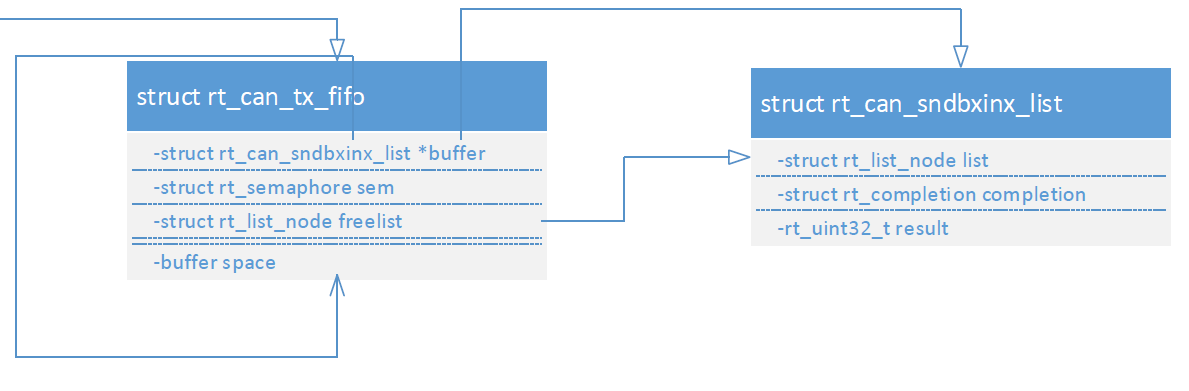 struct rt_can_tx_fifo
-struct rt_can_sndbxinx_list *buffer
-struct rt_semaphore sem
-struct rt_list_node freelist
-buffer space
struct rt_can_sndbxinx_list
-struct rt_list_node list
-struct rt_completion completion
-rt_uint32_t result